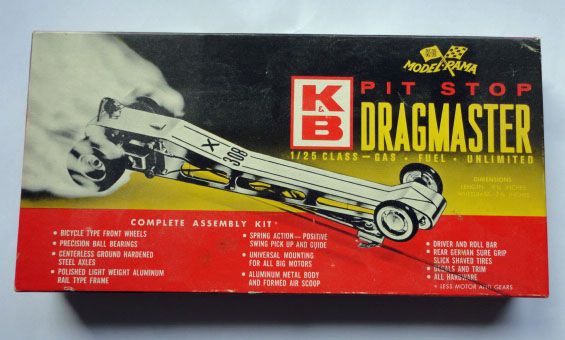 MODEL-RAMA
PIT STOP
K&B
DRAGMASTER
1/25 CLASS — GAS • FUEL • UNLIMITED
DIMENSIONS
X
308
COMPLETE ASSEMBLY KIT
• BICYCLE TYPE FRONT WHEELS
• PRECISION BALL BEARINGS
• CENTERLESS GROUND HARDENED
STEEL AXLES
• POLISHED LIGHT WEIGHT ALUMINUM
RAIL TYPE FRAME
• SPRING ACTION — POSITIVE
SWING PICK UP AND GUIDE
• UNIVERSAL MOUNTING
FOR ALL BIG MOTORS
• ALUMINUM METAL BODY
AND FORMED AIR SCOOP
• DRIVER AND ROLL BAR
• REAR GERMAN SURE GRIP
SLICK SHAVED TIRES
• DECALS AND TRIM
• ALL HARDWARE
• LESS MOTOR AND GEARS